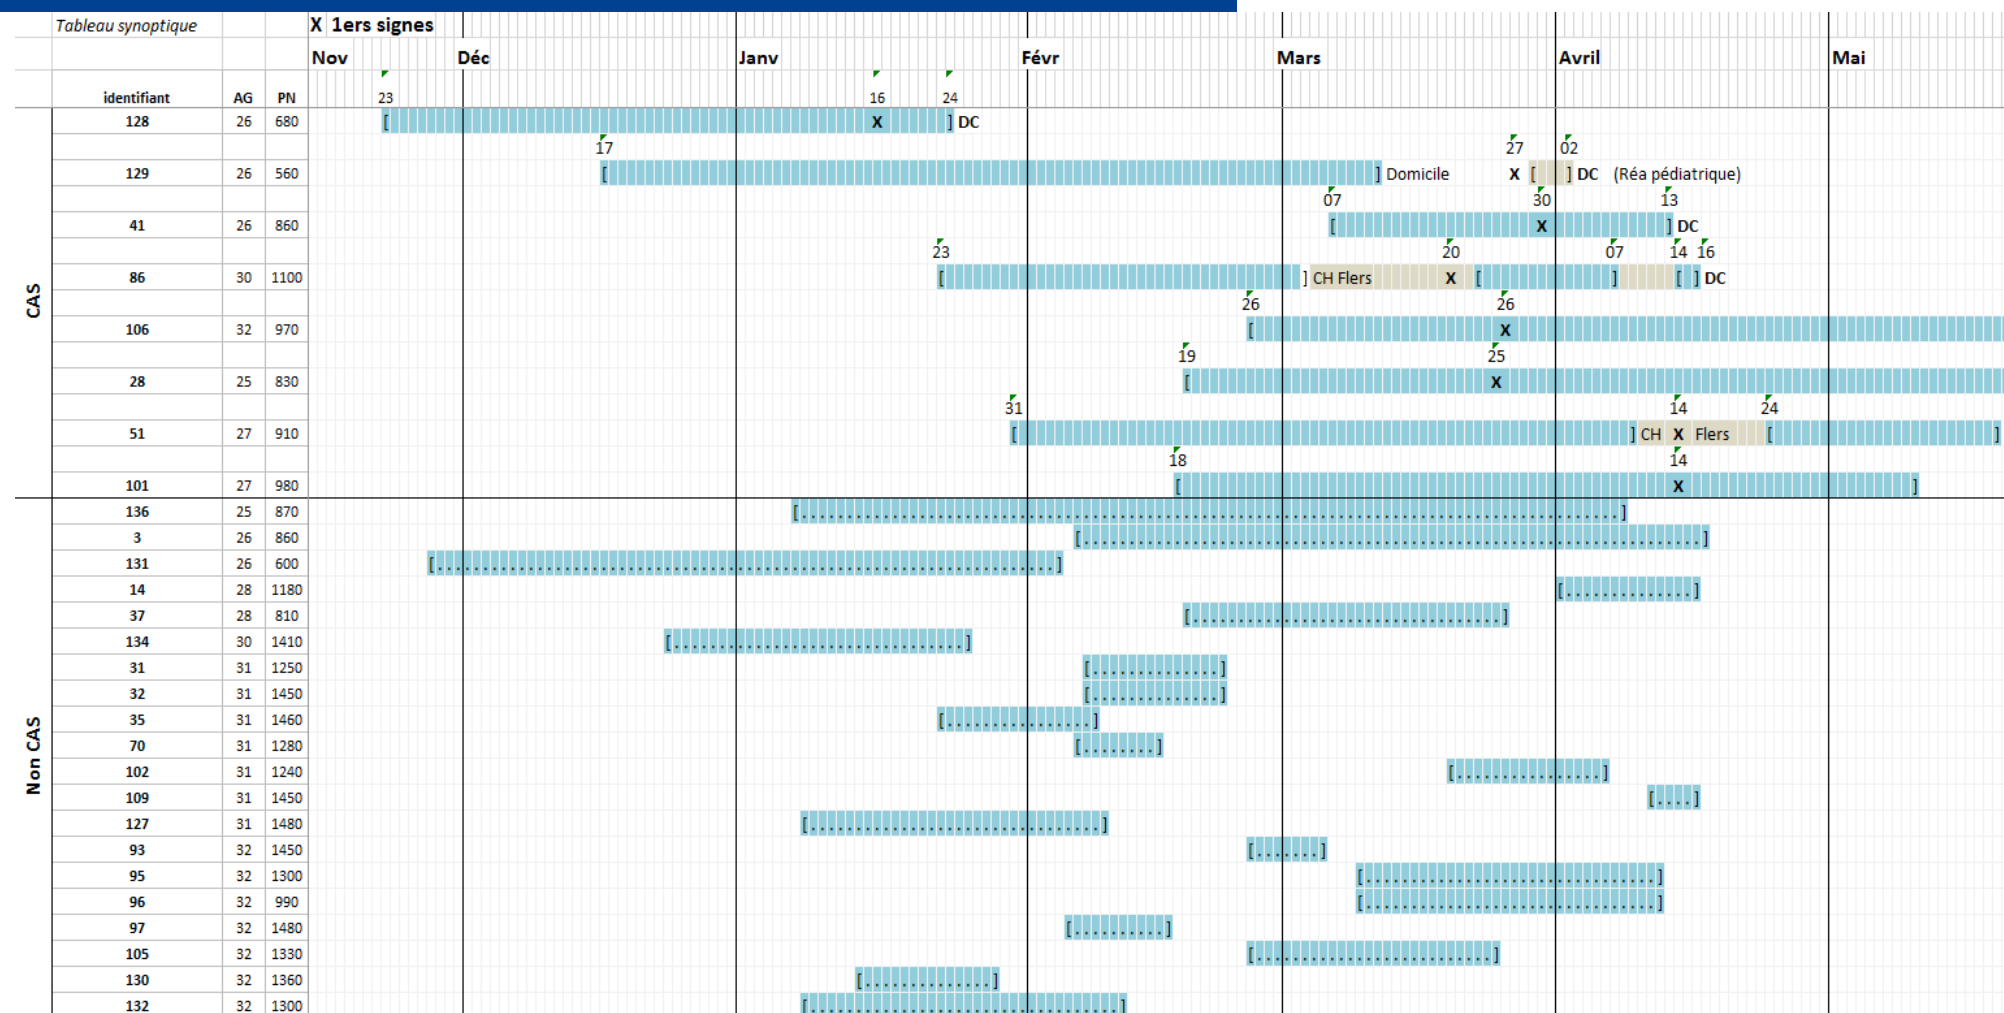 Tableau synoptique X 1ers signes
Nov Déc Janv Févr Mars Avril Mai
identifiant AG PN 23 16 24
CAS
128 26 680 [ X ] DC
17 27 02
129 26 560 [ ] Domicile X [ ] DC (Réa pédiatrique)
07 30 13
41 26 860 [ X ] DC
23 20 07 14 16
86 30 1100 [ ] CH Flers X [ ] [ ] DC
26 26
106 32 970 [ X
19 25
28 25 830 [ X
31 14 24
51 27 910 [ ] CH X Flers [ ]
18 14
101 27 980 [ X ]
Non CAS
136 25 870
3 26 860
131 26 600
14 28 1180
37 28 810
134 30 1410
31 31 1250
32 31 1450
35 31 1460
70 31 1280
102 31 1240
109 31 1450
127 31 1480
93 32 1450
95 32 1300
96 32 990
97 32 1480
105 32 1330
130 32 1360
132 32 1300